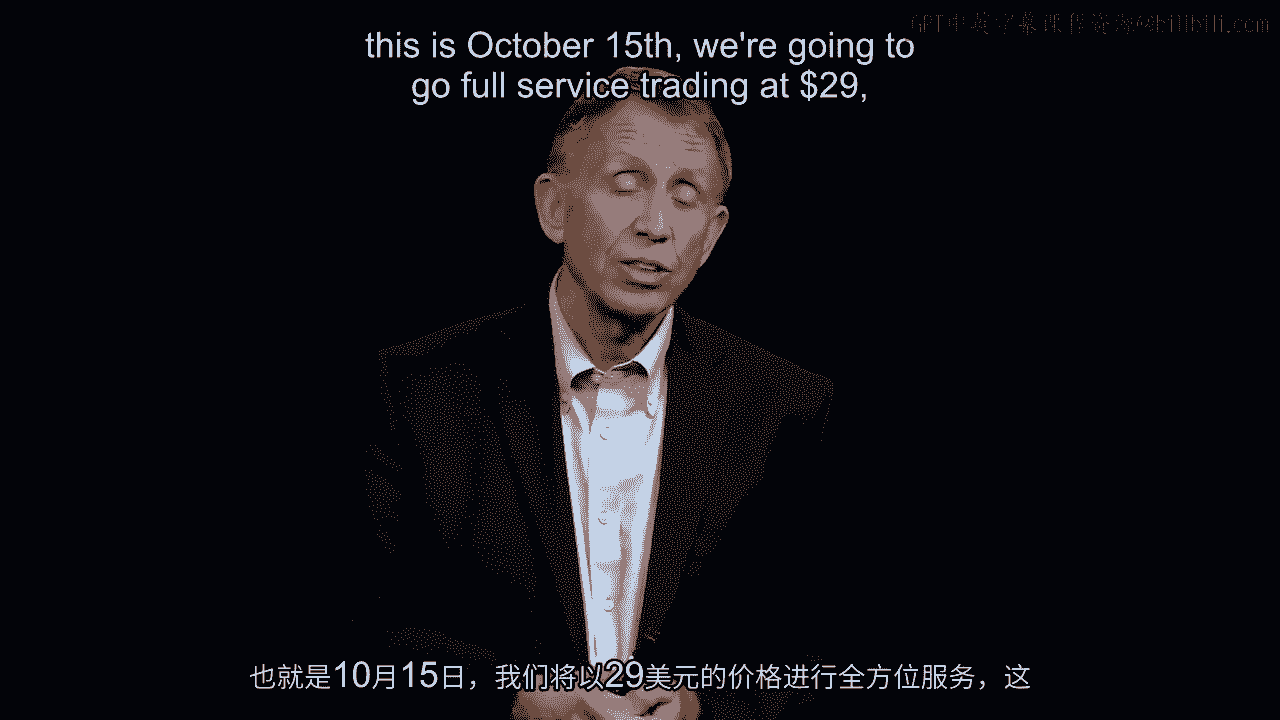 this is October 15th, we're going to
go full service trading at $29,
也就是10月15日，我们将以29美元的价格进行全方位服务，这